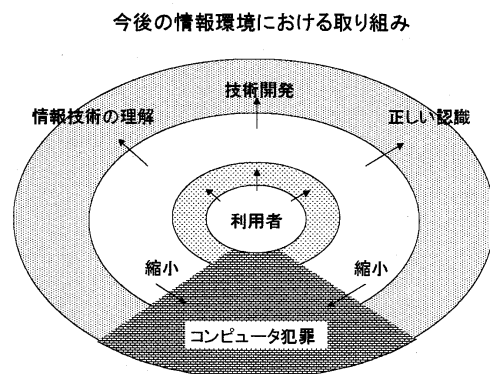 今後の情報環境における取り組み
技術開発
情報技術の理解
正しい認識
利用者
縮小
縮小
コンピュータ犯罪